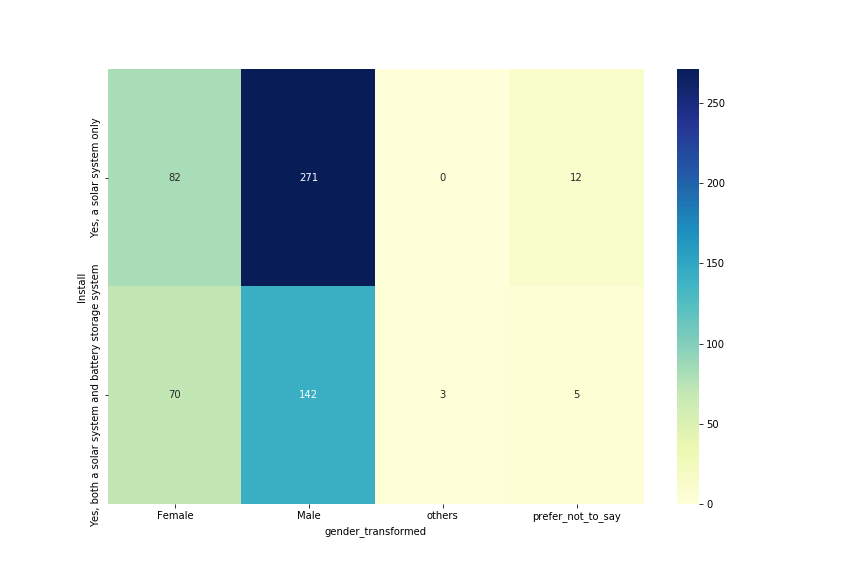 Install
Yes, a solar system only
Yes, both a solar system and battery storage system
82
271
0
12
70
142
3
5
Female
Male
others
prefer_not_to_say
gender_transformed
250
200
150
100
50
0